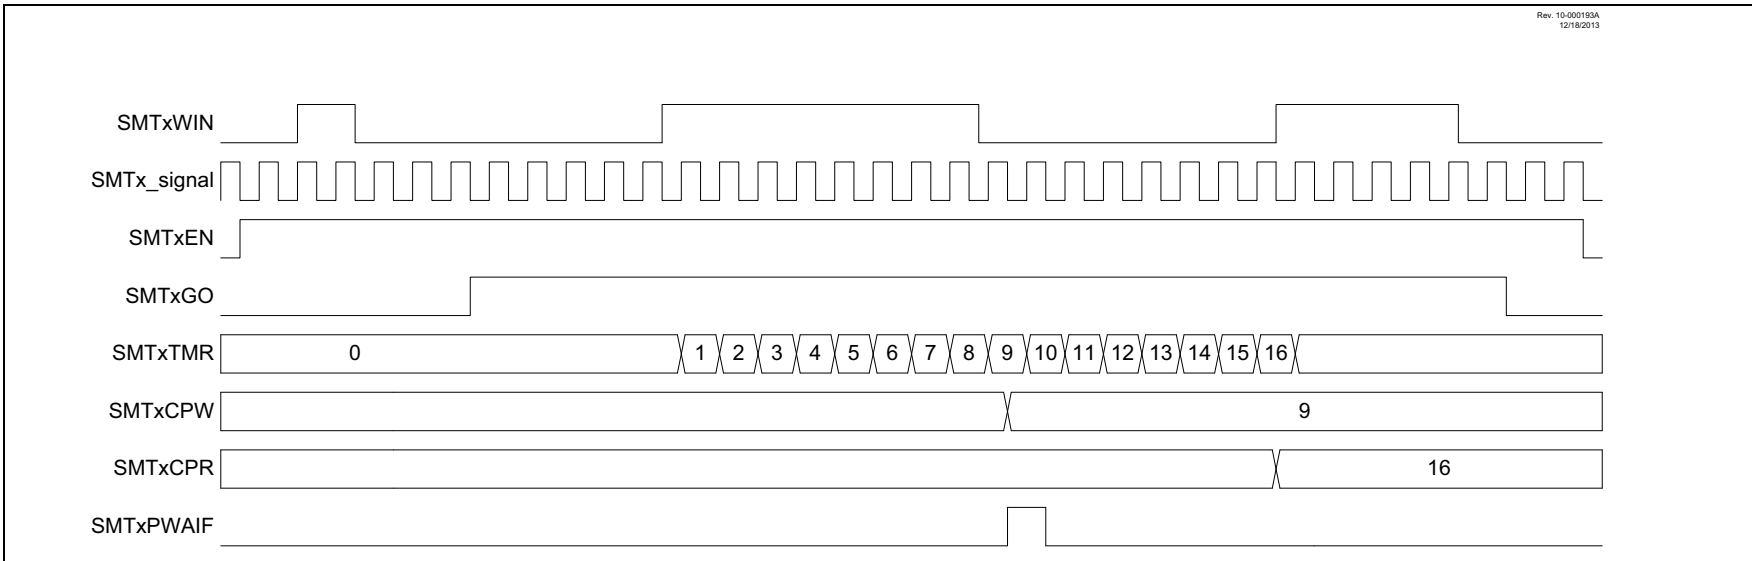 Rev. 10-000193A
12/18/2013
SMTxWIN
SMTx_signal
SMTxEN
SMTxGO
SMTxTMR 0 1 2 3 4 5 6 7 8 9 10 11 12 13 14 15 16
SMTxCPW 9
SMTxCPR 16
SMTxPWAIF